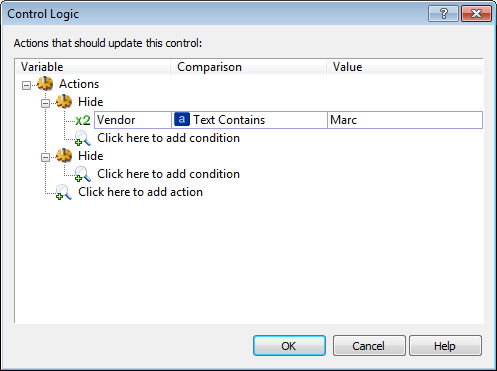 Control Logic
Actions that should update this control:
Variable Comparison Value
Actions
Hide
x2 Vendor a Text Contains Marc
Click here to add condition
Hide
Click here to add condition
Click here to add action
OK Cancel Help